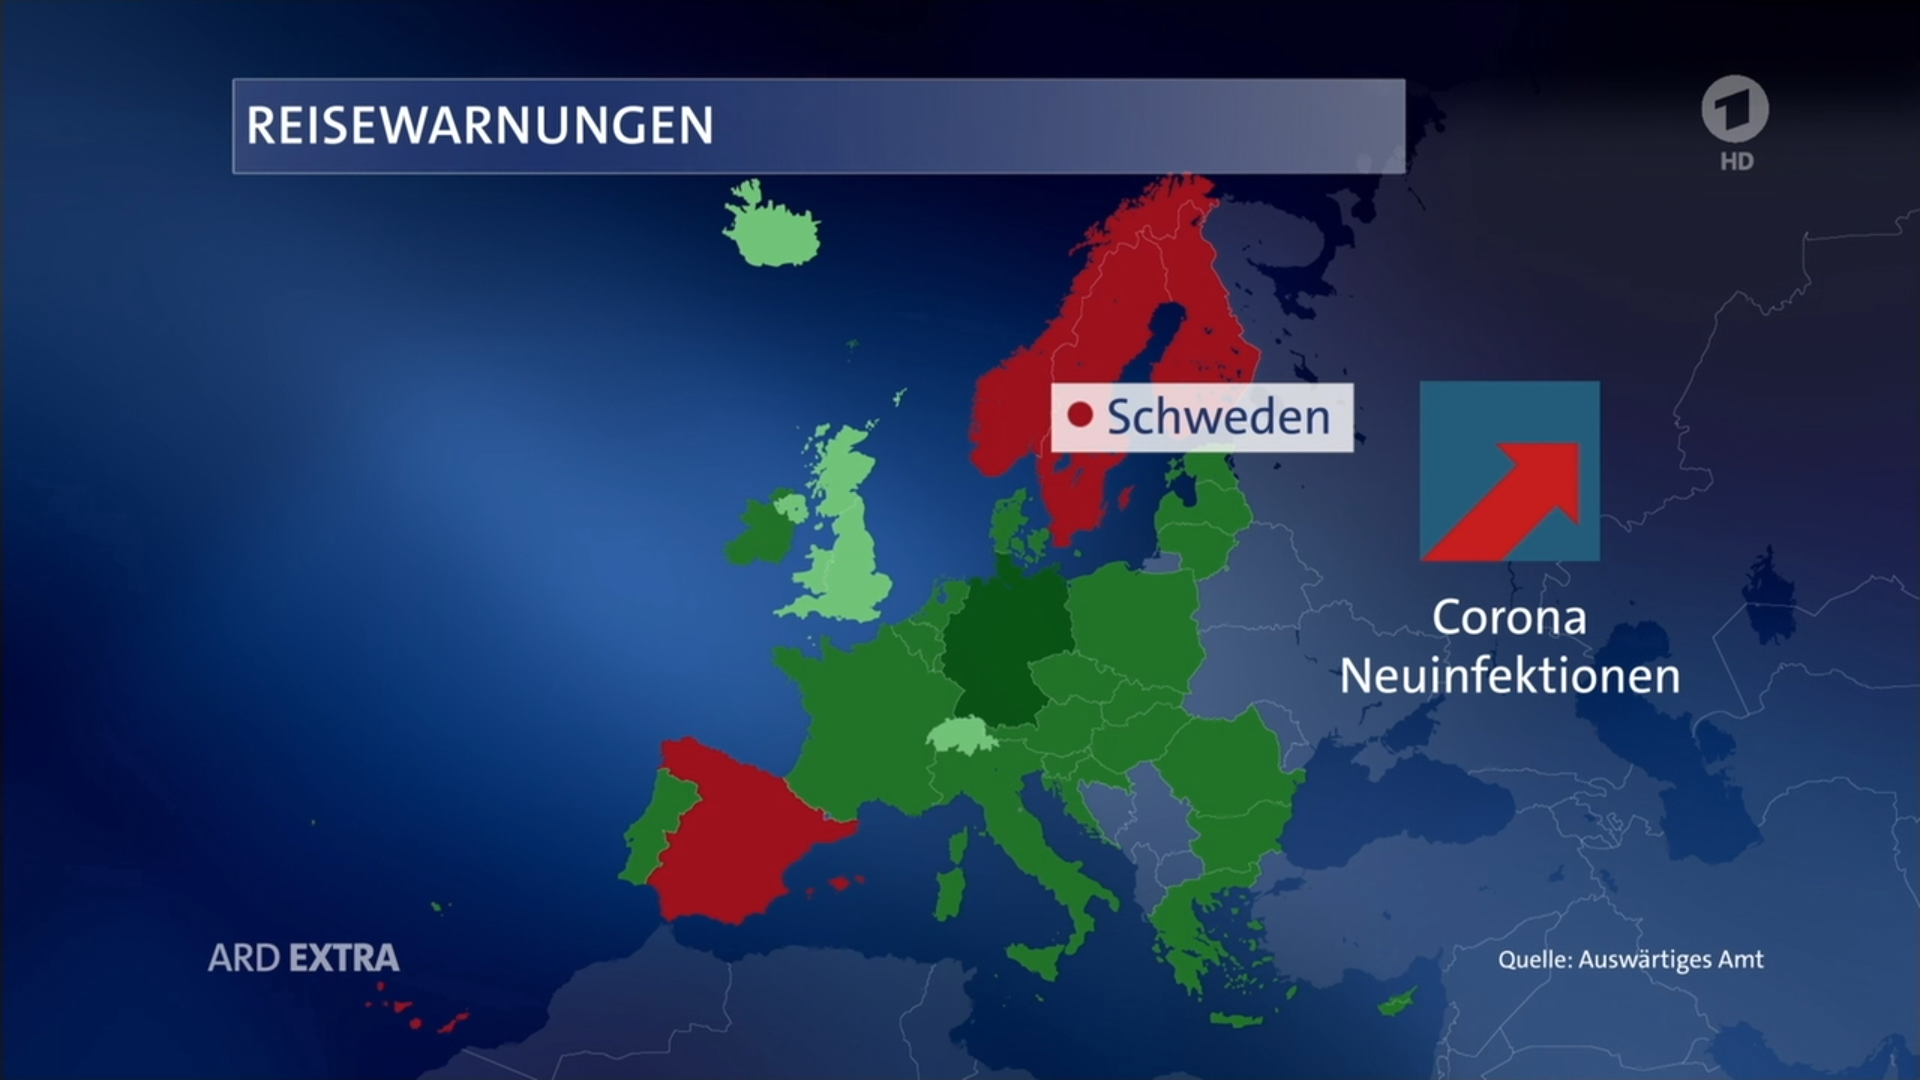 REISEWARNUNGEN
HD
Schweden
Corona
Neuinfektionen
ARD EXTRA
Quelle: Auswärtiges Amt